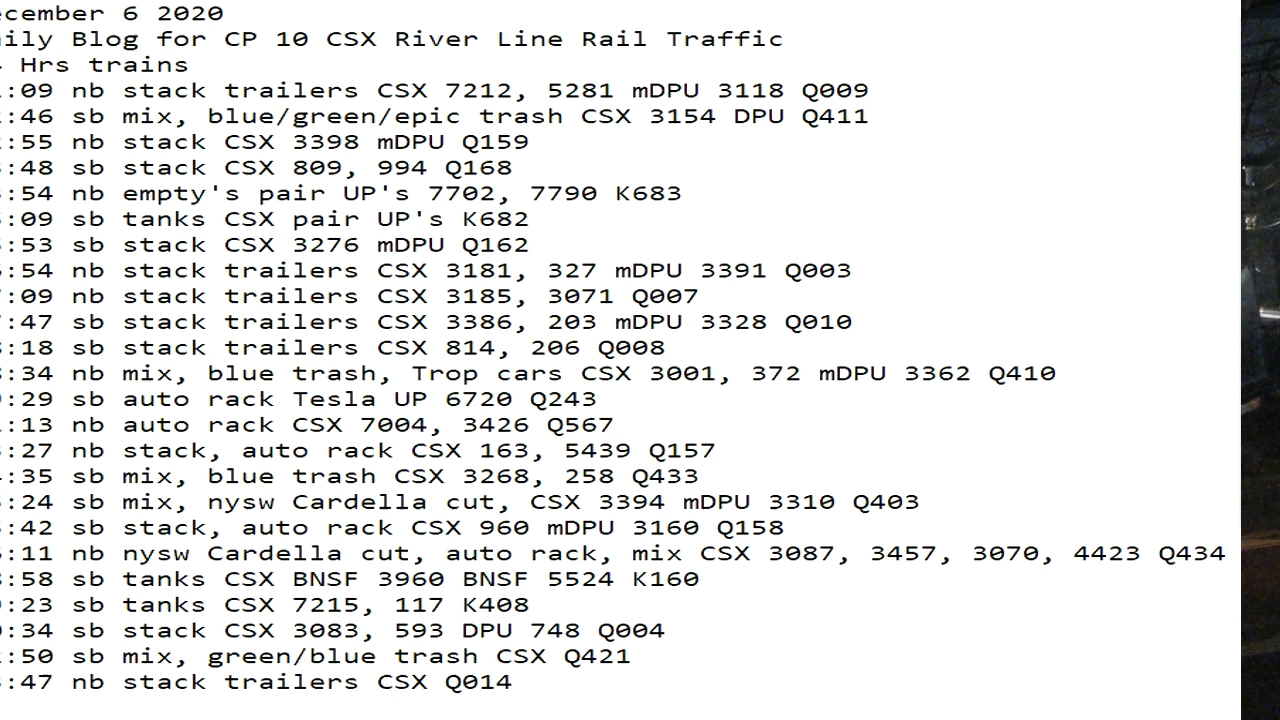 ecember 6 2020
ily Blog for CP 10 CSX River Line Rail Traffic
Hrs trains
:09 nb stack trailers CSX 7212, 5281 mDPU 3118 Q009
:46 sb mix, blue/green/epic trash CSX 3154 DPU Q411
:55 nb stack CSX 3398 mDPU Q159
:48 sb stack CSX 809, 994 Q168
:54 nb empty's pair UP's 7702, 7790 K683
:09 sb tanks CSX pair UP's K682
:53 sb stack CSX 3276 mDPU Q162
:54 nb stack trailers CSX 3181, 327 mDPU 3391 Q003
:09 nb stack trailers CSX 3185, 3071 Q007
:47 sb stack trailers CSX 3386, 203 mDPU 3328 Q010
:18 sb stack trailers CSX 814, 206 Q008
:34 nb mix, blue trash, Trop cars CSX 3001, 372 mDPU 3362 Q410
:29 sb auto rack Tesla UP 6720 Q243
:13 nb auto rack CSX 7004, 3426 Q567
:27 nb stack, auto rack CSX 163, 5439 Q157
:35 sb mix, blue trash CSX 3268, 258 Q433
:24 sb mix, nysw Cardella cut, CSX 3394 mDPU 3310 Q403
:42 sb stack, auto rack CSX 960 mDPU 3160 Q158
:11 nb nysw Cardella cut, auto rack, mix CSX 3087, 3457, 3070, 4423 Q434
:58 sb tanks CSX BNSF 3960 BNSF 5524 K160
:23 sb tanks CSX 7215, 117 K408
:34 sb stack CSX 3083, 593 DPU 748 Q004
:50 sb mix, green/blue trash CSX Q421
:47 nb stack trailers CSX Q014